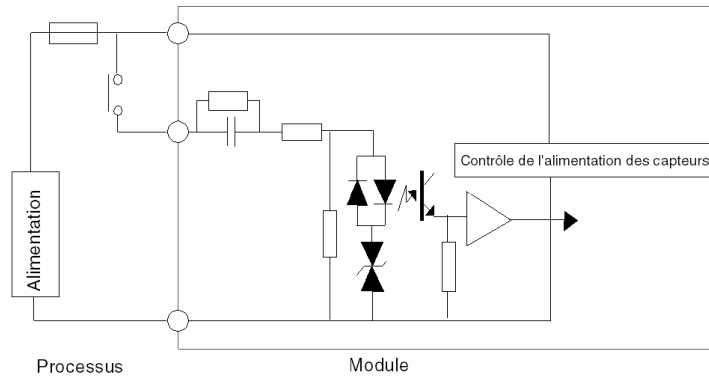 Contrôle de l'alimentation des capteurs
Alimentation
Processus
Module